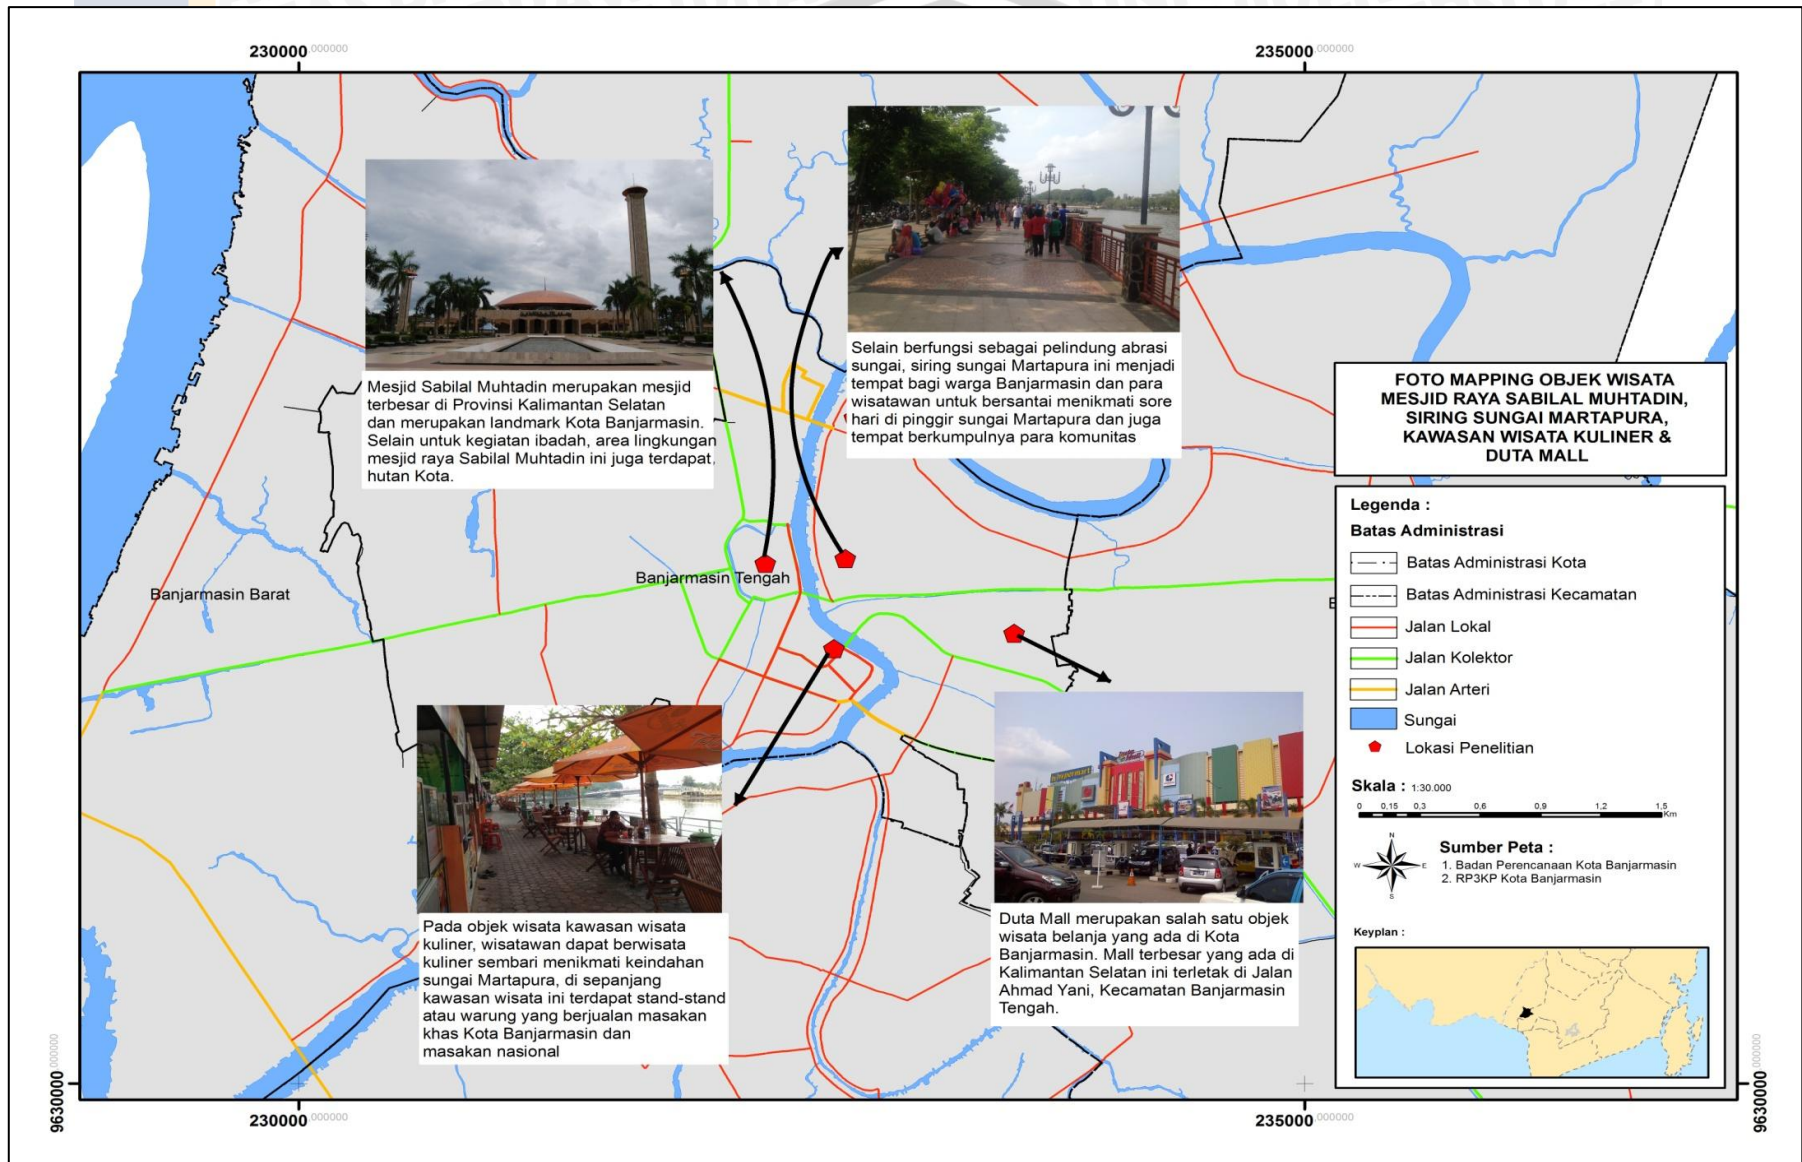 230000,000000
235000,000000
Mesjid Sabilal Muhtadin merupakan mesjid
terbesar di Provinsi Kalimantan Selatan
dan merupakan landmark Kota Banjarmasin.
Selain untuk kegiatan ibadah, area lingkungan
mesjid raya Sabilal Muhtadin ini juga terdapat,
hutan Kota.
Selain berfungsi sebagai pelindung abrasi
sungai, siring sungai Martapura ini menjadi
tempat bagi warga Banjarmasin dan para
wisatawan untuk bersantai menikmati sore
hari di pinggir sungai Martapura dan juga
tempat berkumpulnya para komunitas
Banjarmasin Barat
Banjarmasin Tengah
Pada objek wisata kawasan wisata
kuliner, wisatawan dapat berwisata
kuliner sembari menikmati keindahan
sungai Martapura, di sepanjang
kawasan wisata ini terdapat stand-stand
atau warung yang berjualan masakan
khas Kota Banjarmasin dan
masakan nasional
Duta Mall merupakan salah satu objek
wisata belanja yang ada di Kota
Banjarmasin. Mall terbesar yang ada di
Kalimantan Selatan ini terletak di Jalan
Ahmad Yani, Kecamatan Banjarmasin
Tengah.
FOTO MAPPING OBJEK WISATA
MESJID RAYA SABILAL MUHTADIN,
SIRING SUNGAI MARTAPURA,
KAWASAN WISATA KULINER &
DUTA MALL
Legenda :
Batas Administrasi
Batas Administrasi Kota
Batas Administrasi Kecamatan
Jalan Lokal
Jalan Kolektor
Jalan Arteri
Sungai
Lokasi Penelitian
Skala : 1:30.000
0 0,15 0,3 0,6 0,9 1,2 1,5
Km
N
W E
S
Sumber Peta :
1. Badan Perencanaan Kota Banjarmasin
2. RP3KP Kota Banjarmasin
Keyplan :
9630000,000000
9630000,000000
230000,000000
235000,000000